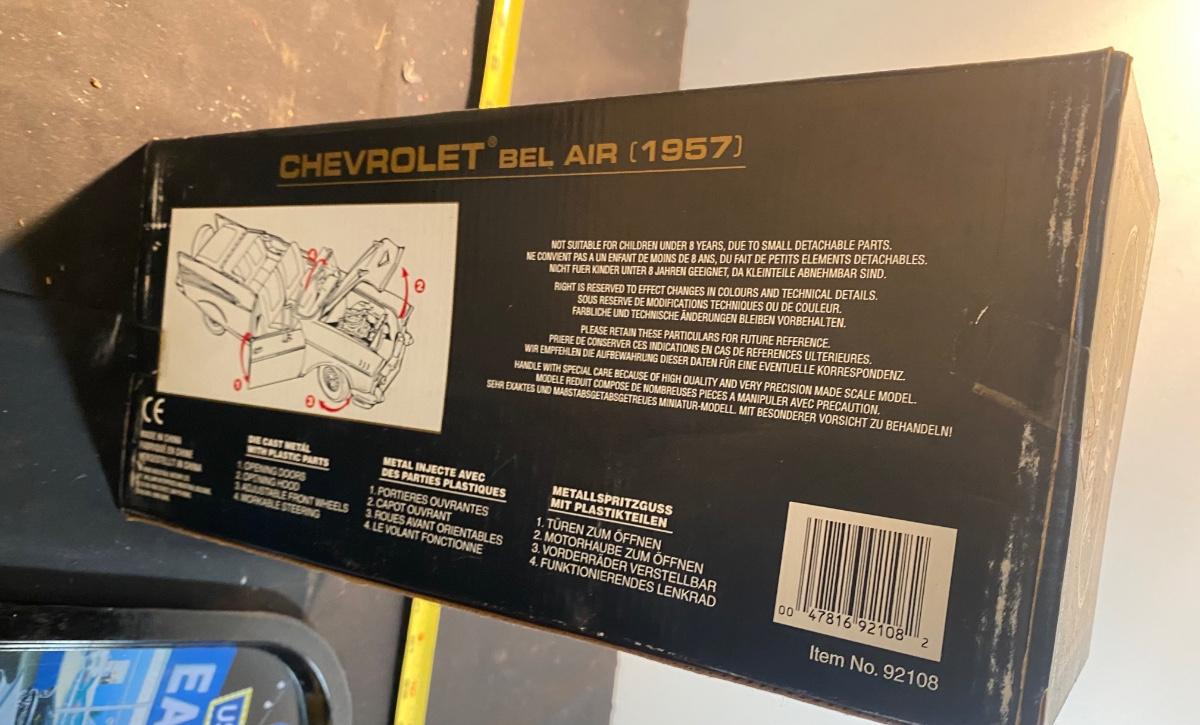 CHEVROLET® BEL AIR (1957)
2
1
3
NOT SUITABLE FOR CHILDREN UNDER 8 YEARS, DUE TO SMALL DETACHABLE PARTS.
NE CONVIENT PAS A UN ENFANT DE MOINS DE 8 ANS, DU FAIT DE PETITS ELEMENTS DETACHABLES.
NICHT FUER KINDER UNTER 8 JAHREN GEEIGNET, DA KLEINTEILE ABNEHMBAR SIND.
RIGHT IS RESERVED TO EFFECT CHANGES IN COLOURS AND TECHNICAL DETAILS.
SOUS RESERVE DE MODIFICATIONS TECHNIQUES OU DE COULEUR.
FARBLICHE UND TECHNISCHE ÄNDERUNGEN BLEIBEN VORBEHALTEN.
PLEASE RETAIN THESE PARTICULARS FOR FUTURE REFERENCE.
PRIERE DE CONSERVER CES INDICATIONS EN CAS DE REFERENCES ULTERIEURES.
WIR EMPFEHLEN DIE AUFBEWAHRUNG DIESER DATEN FÜR EINE EVENTUELLE KORRESPONDENZ.
HANDLE WITH SPECIAL CARE BECAUSE OF HIGH QUALITY AND VERY PRECISION MADE SCALE MODEL.
MODELE REDUIT COMPOSE DE NOMBREUSES PIECES A MANIPULER AVEC PRECAUTION.
SEHR EXAKTES UND MAßSTABSGETABSGETREUES MINIATUR-MODELL. MIT BESONDERER VORSICHT ZU BEHANDELN!
CE
MADE IN CHINA
DIE CAST METAL
WITH PLASTIC PARTS
1. OPENING DOORS
2. OPENING HOOD
3. ADJUSTABLE FRONT WHEELS
4. WORKABLE STEERING
METAL INJECTE AVEC
DES PARTIES PLASTIQUES
1. PORTIERES OUVRANTES
2. CAPOT OUVRANT
3. ROUES AVANT ORIENTABLES
4. LE VOLANT FONCTIONNE
METALLSPRITZGUSS
MIT PLASTIKTEILEN
1. TÜREN ZUM ÖFFNEN
2. MOTORHAUBE ZUM ÖFFNEN
3. VORDERRÄDER VERSTELLBAR
4. FUNKTIONIERENDES LENKRAD
00 47816 92108 2
Item No. 92108